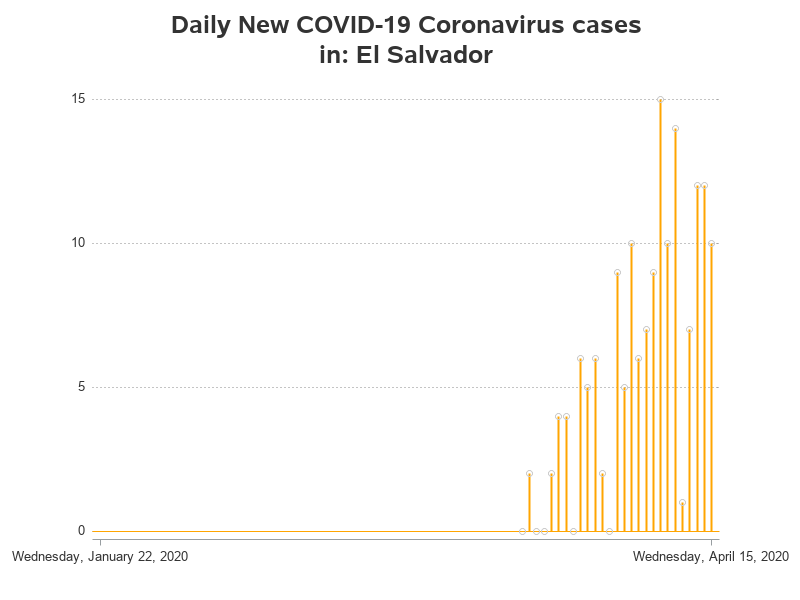 Daily New COVID-19 Coronavirus cases
in: El Salvador
15
10
5
0
Wednesday, January 22, 2020
Wednesday, April 15, 2020